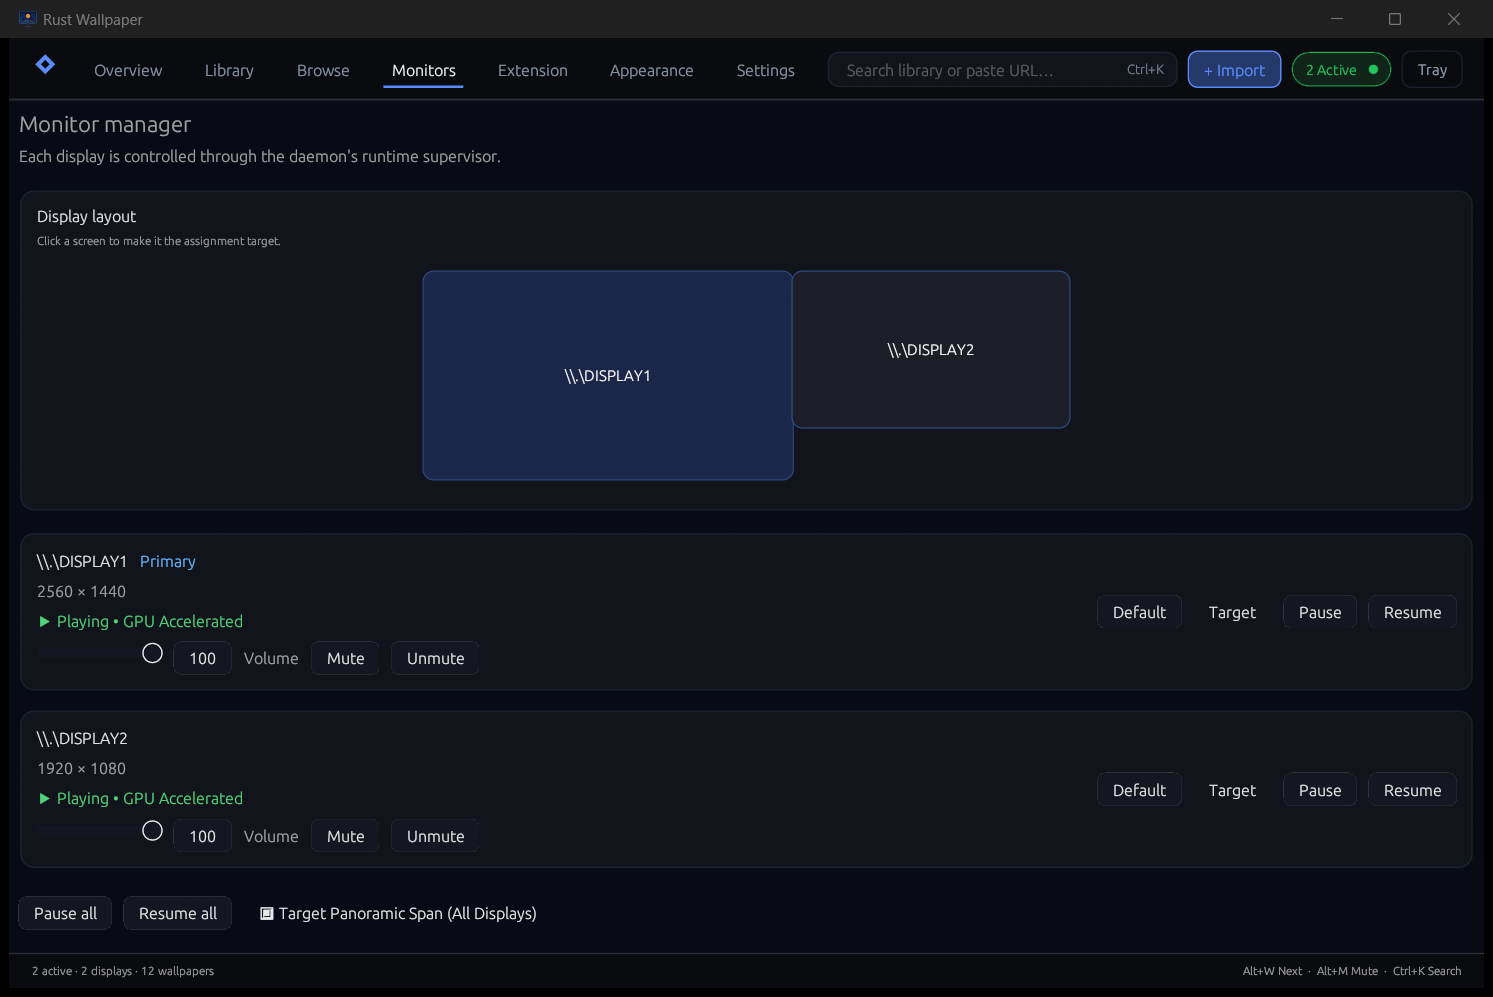 Rust Wallpaper
Overview Library Browse Monitors Extension Appearance Settings Search library or paste URL... Ctrl+K + Import 2 Active Tray
Monitor manager
Each display is controlled through the daemon's runtime supervisor.
Display layout
Click a screen to make it the assignment target.
\\.\DISPLAY1
\\.\DISPLAY2
\\.\DISPLAY1 Primary
2560 × 1440
▶ Playing • GPU Accelerated
Default Target Pause Resume
100 Volume Mute Unmute
\\.\DISPLAY2
1920 × 1080
▶ Playing • GPU Accelerated
Default Target Pause Resume
100 Volume Mute Unmute
Pause all Resume all Target Panoramic Span (All Displays)
2 active · 2 displays · 12 wallpapers Alt+W Next · Alt+M Mute · Ctrl+K Search